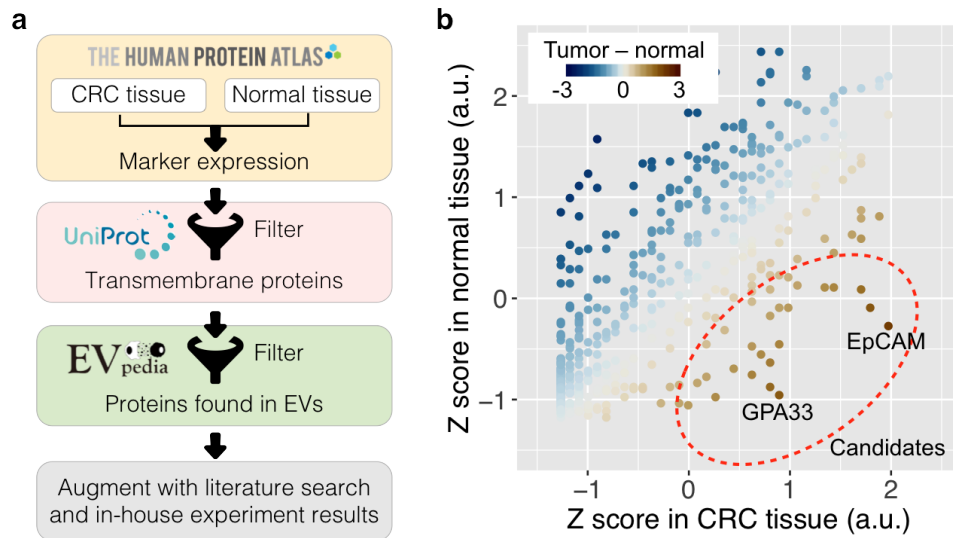 a
THE HUMAN PROTEIN ATLAS
CRC tissue
Normal tissue
Marker expression
UniProt
Filter
Transmembrane proteins
EVpedia
Filter
Proteins found in EVs
Augment with literature search
and in-house experiment results
b
Tumor – normal
-3 0 3
Z score in normal tissue (a.u.)
2
1
0
−1
EpCAM
GPA33
Candidates
−1 0 1 2
Z score in CRC tissue (a.u.)